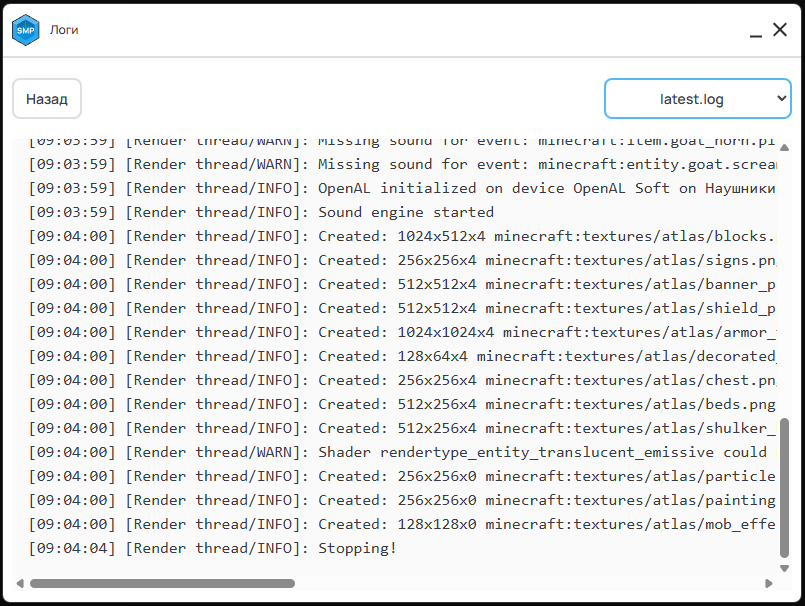 SMP Логи
Назад
latest.log
[09:03:59] [Render thread/WARN]: Missing sound for event: minecraft:item.goat_horn.pl
[09:03:59] [Render thread/WARN]: Missing sound for event: minecraft:entity.goat.screa
[09:03:59] [Render thread/INFO]: OpenAL initialized on device OpenAL Soft on Наушники
[09:03:59] [Render thread/INFO]: Sound engine started
[09:04:00] [Render thread/INFO]: Created: 1024x512x4 minecraft:textures/atlas/blocks.
[09:04:00] [Render thread/INFO]: Created: 256x256x4 minecraft:textures/atlas/signs.pn
[09:04:00] [Render thread/INFO]: Created: 512x512x4 minecraft:textures/atlas/banner_p
[09:04:00] [Render thread/INFO]: Created: 512x512x4 minecraft:textures/atlas/shield_p
[09:04:00] [Render thread/INFO]: Created: 1024x1024x4 minecraft:textures/atlas/armor_
[09:04:00] [Render thread/INFO]: Created: 128x64x4 minecraft:textures/atlas/decorated_
[09:04:00] [Render thread/INFO]: Created: 256x256x4 minecraft:textures/atlas/chest.pn
[09:04:00] [Render thread/INFO]: Created: 512x256x4 minecraft:textures/atlas/beds.png
[09:04:00] [Render thread/INFO]: Created: 512x256x4 minecraft:textures/atlas/shulker_
[09:04:00] [Render thread/WARN]: Shader rendertype_entity_translucent_emissive could
[09:04:00] [Render thread/INFO]: Created: 256x256x0 minecraft:textures/atlas/particle
[09:04:00] [Render thread/INFO]: Created: 256x256x0 minecraft:textures/atlas/painting
[09:04:00] [Render thread/INFO]: Created: 128x128x0 minecraft:textures/atlas/mob_effe
[09:04:04] [Render thread/INFO]: Stopping!